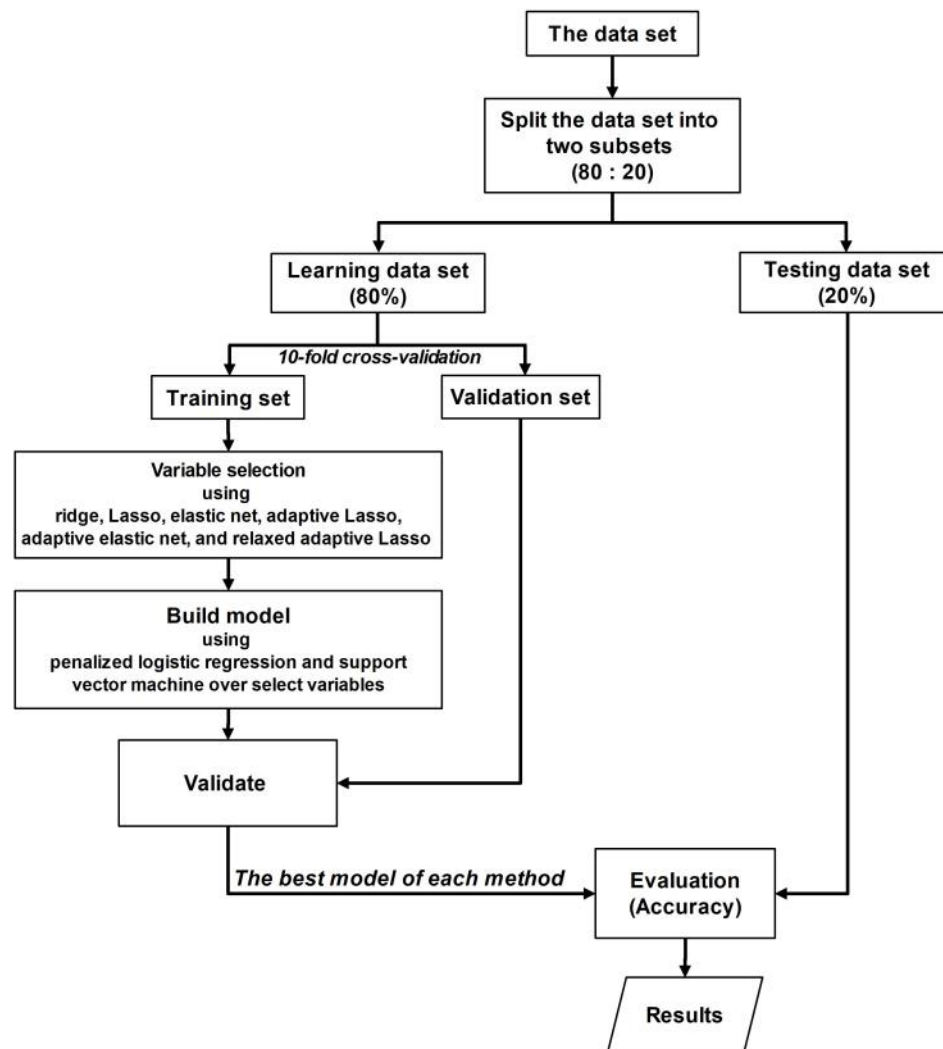 The data set
Split the data set into
two subsets
(80 : 20)
Learning data set
(80%)
Testing data set
(20%)
10-fold cross-validation
Training set
Validation set
Variable selection
using
ridge, Lasso, elastic net, adaptive Lasso,
adaptive elastic net, and relaxed adaptive Lasso
Build model
using
penalized logistic regression and support
vector machine over select variables
Validate
The best model of each method
Evaluation
(Accuracy)
Results